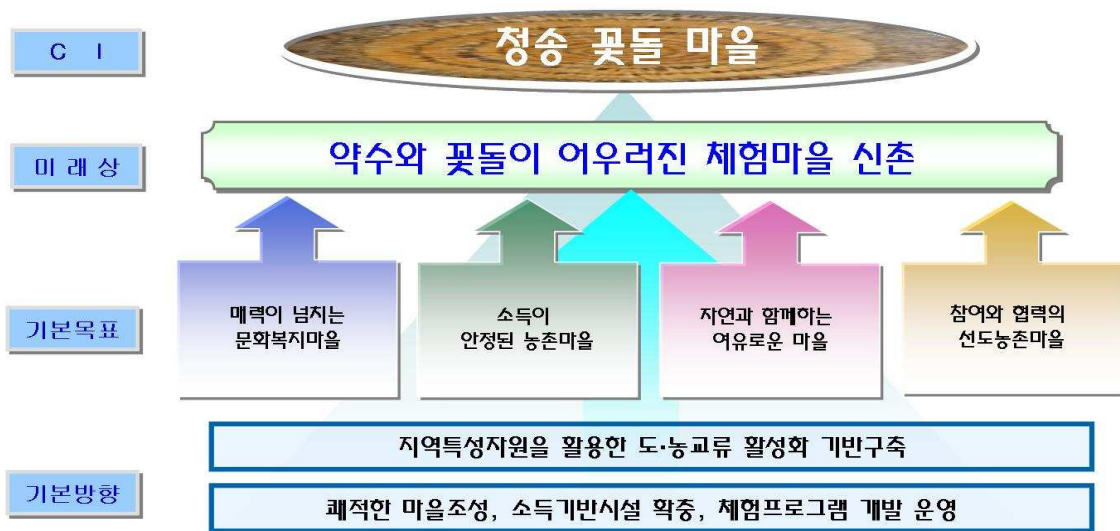 C I
청송 꽃돌 마을
미 래 상
약수와 꽃돌이 어우러진 체험마을 신촌
기본목표
매력이 넘치는
문화복지마을
소득이
안정된 농촌마을
자연과 함께하는
여유로운 마을
참여와 협력의
선도농촌마을
기본방향
지역특성자원을 활용한 도·농교류 활성화 기반구축
쾌적한 마을조성, 소득기반시설 확충, 체험프로그램 개발 운영